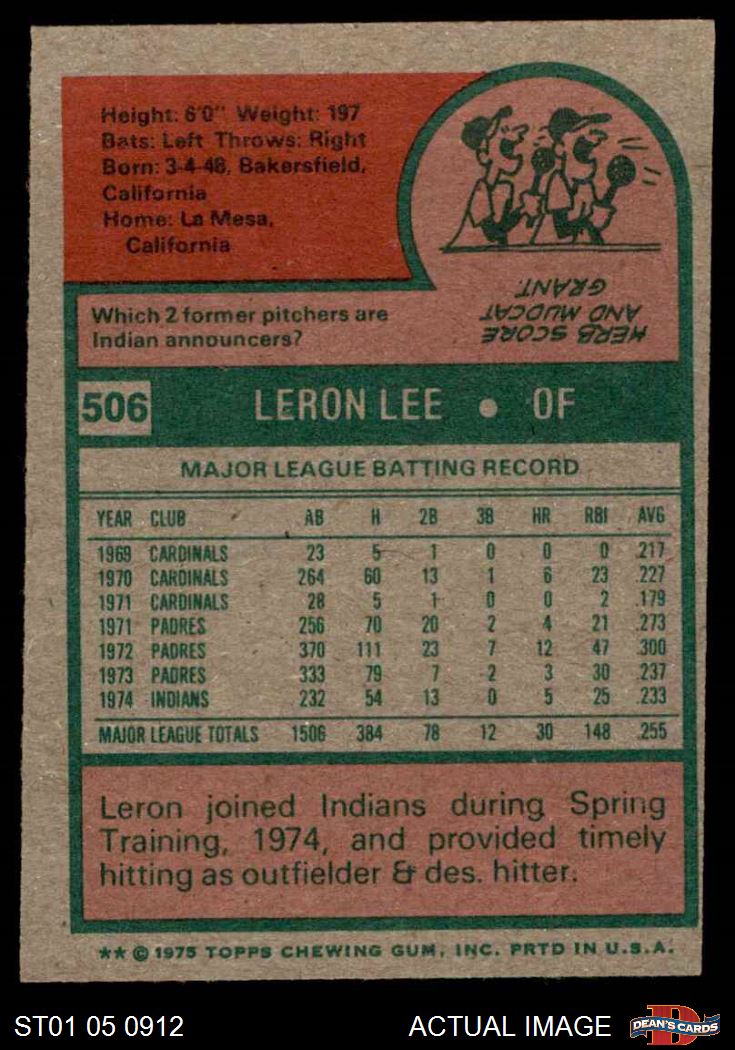 Height: 6'0" Weight: 197
Bats: Left Throws: Right
Born: 3-4-48, Bakersfield,
California
Home: La Mesa,
California
Which 2 former pitchers are
Indian announcers?
HERB SCORE
AND MUDCAT
GRANT.
506 LERON LEE • OF
MAJOR LEAGUE BATTING RECORD
YEAR CLUB AB H 2B 3B HR RBI AVG
1969 CARDINALS 23 5 1 0 0 0 .217
1970 CARDINALS 264 60 13 1 6 23 .227
1971 CARDINALS 28 5 1 0 0 2 .179
1971 PADRES 256 70 20 2 4 21 .273
1972 PADRES 370 111 23 7 12 47 .300
1973 PADRES 333 79 7 2 3 30 .237
1974 INDIANS 232 54 13 0 5 25 .233
MAJOR LEAGUE TOTALS 1506 384 78 12 30 148 .255
Leron joined Indians during Spring
Training, 1974, and provided timely
hitting as outfielder & des. hitter.
** © 1975 TOPPS CHEWING GUM, INC. PRTD IN U.S.A.
ST01 05 0912 ACTUAL IMAGE D DEAN'S CARDS